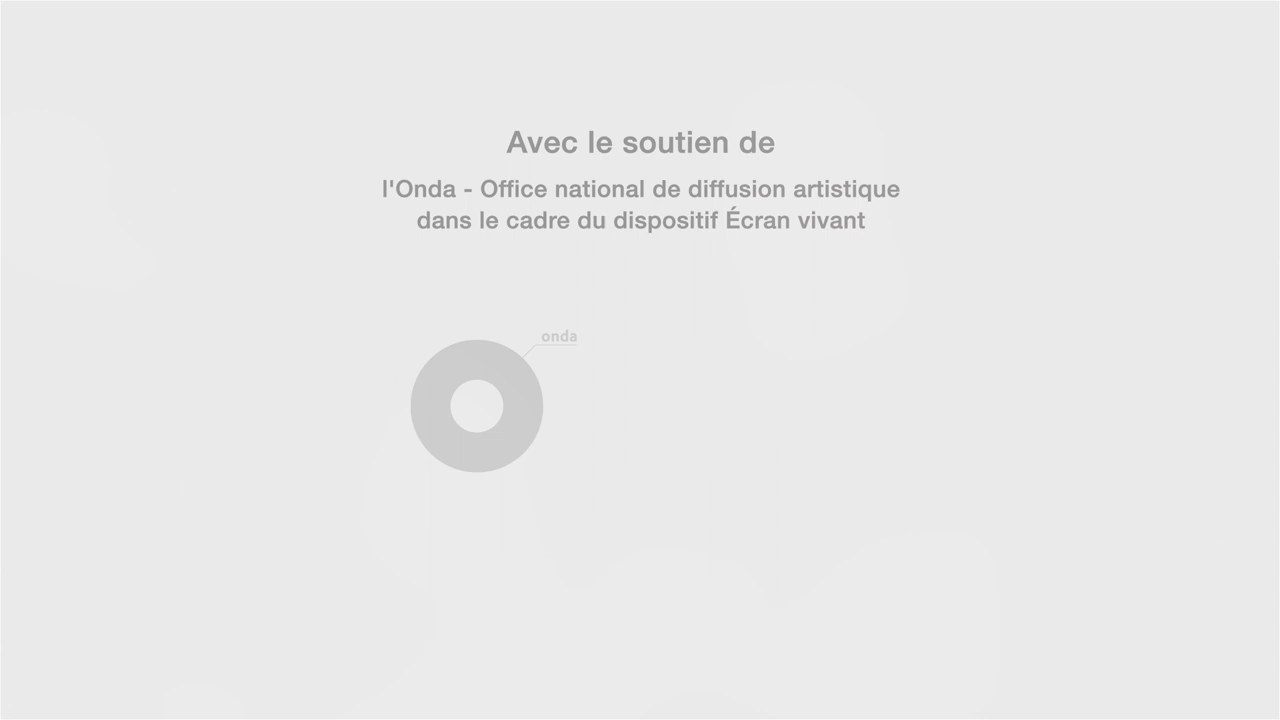 Avec le soutien de
l'Onda - Office national de diffusion artistique
dans le cadre du dispositif Écran vivant
onda